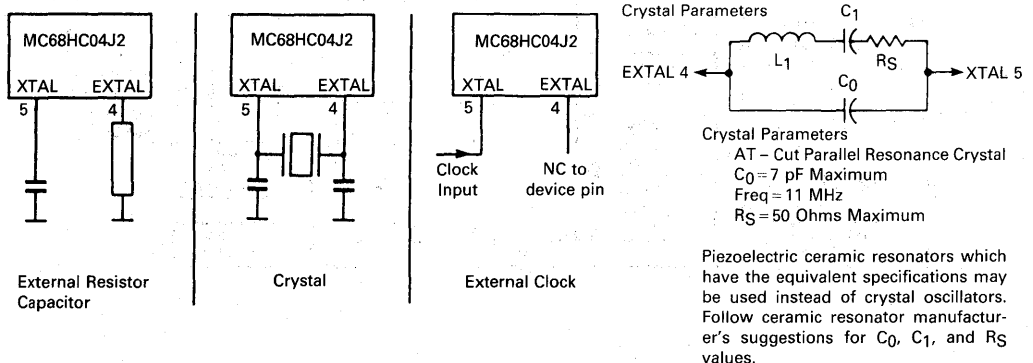 MC68HC04J2
XTAL EXTAL
5 4
External Resistor
Capacitor
MC68HC04J2
XTAL EXTAL
5 4
Crystal
MC68HC04J2
XTAL EXTAL
5 4
Clock
Input
NC to
device pin
External Clock
Crystal Parameters
C1
L1 RS
EXTAL 4 XTAL 5
C0
Crystal Parameters
AT – Cut Parallel Resonance Crystal
C0 = 7 pF Maximum
Freq = 11 MHz
RS = 50 Ohms Maximum
Piezoelectric ceramic resonators which
have the equivalent specifications may
be used instead of crystal oscillators.
Follow ceramic resonator manufactur-
er's suggestions for C0, C1, and RS
values.